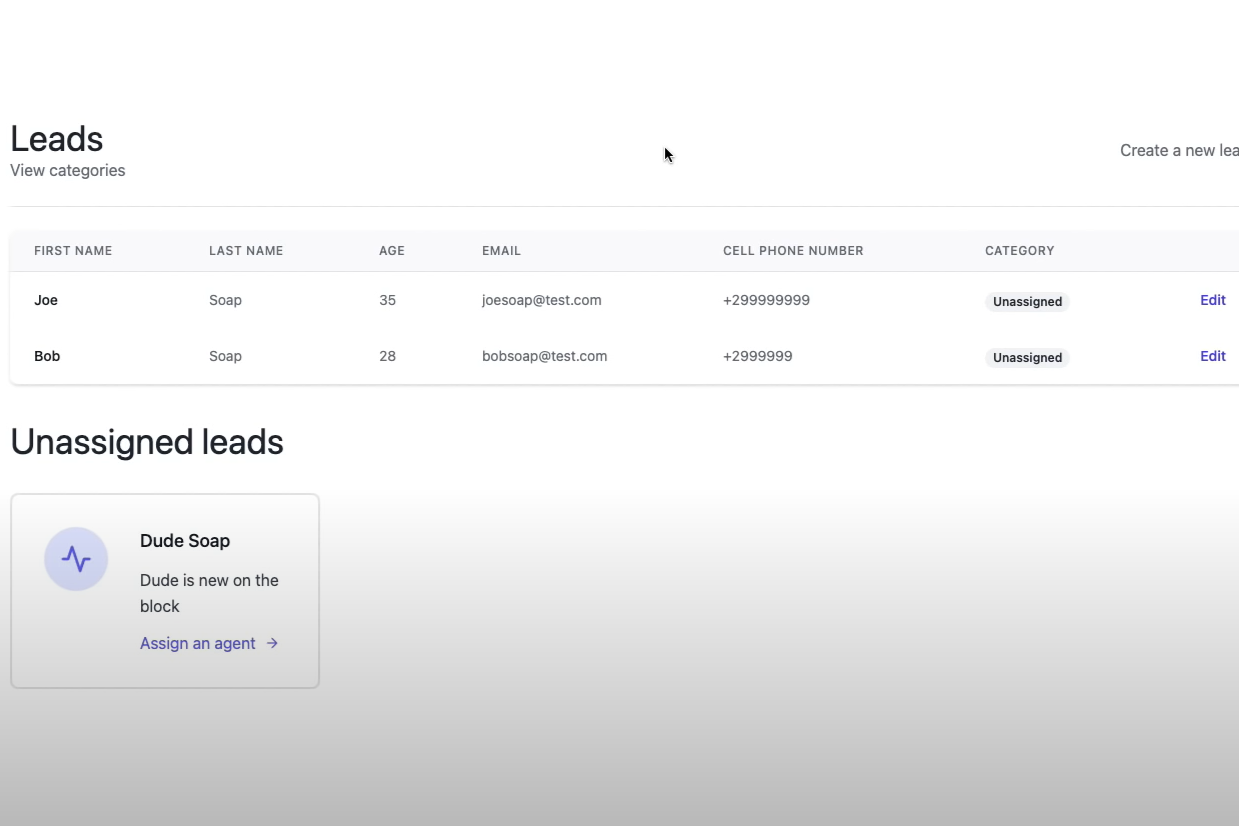 Leads
View categories
Create a new lea
FIRST NAME LAST NAME AGE EMAIL CELL PHONE NUMBER CATEGORY
Joe Soap 35 joesoap@test.com +299999999 Unassigned Edit
Bob Soap 28 bobsoap@test.com +2999999 Unassigned Edit
Unassigned leads
Dude Soap
Dude is new on the
block
Assign an agent →